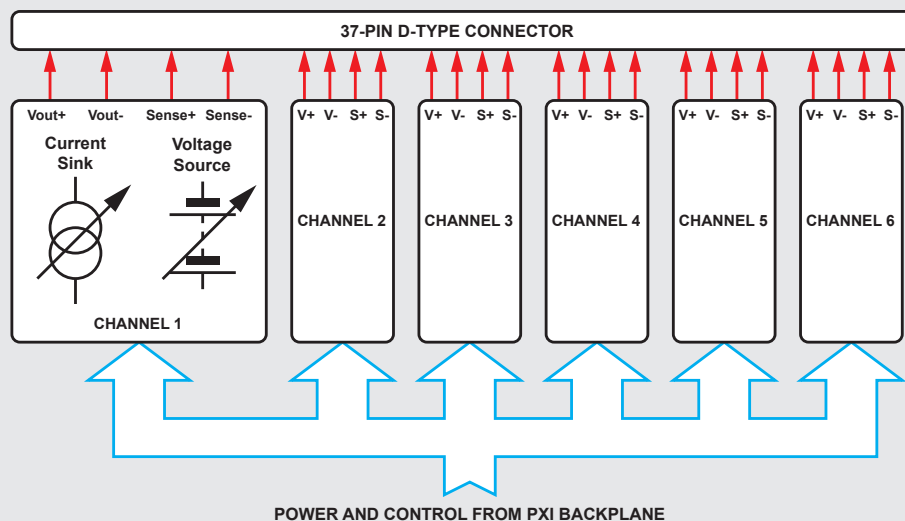 37-PIN D-TYPE CONNECTOR
Vout+ Vout- Sense+ Sense- V+ V- S+ S- V+ V- S+ S- V+ V- S+ S- V+ V- S+ S- V+ V- S+ S-
Current Sink
Voltage Source
CHANNEL 1
CHANNEL 2
CHANNEL 3
CHANNEL 4
CHANNEL 5
CHANNEL 6
POWER AND CONTROL FROM PXI BACKPLANE